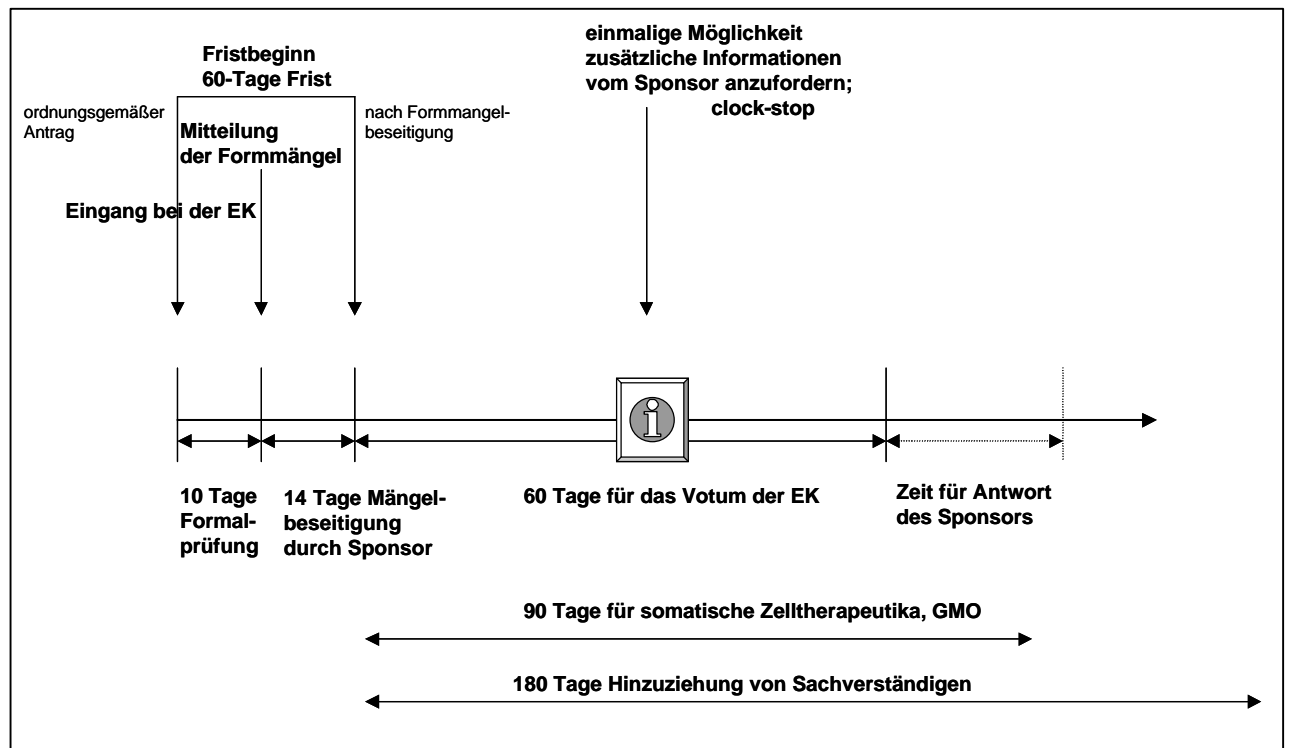 Fristbeginn
60-Tage Frist
einmalige Möglichkeit
zusätzliche Informationen
vom Sponsor anzufordern;
clock-stop
ordnungsgemäßer
Antrag
nach Formmangel-
beseitigung
Mitteilung
der Formmängel
Eingang bei der EK
10 Tage
Formal-
prüfung
14 Tage Mängel-
beseitigung
durch Sponsor
60 Tage für das Votum der EK
Zeit für Antwort
des Sponsors
90 Tage für somatische Zelltherapeutika, GMO
180 Tage Hinzuziehung von Sachverständigen